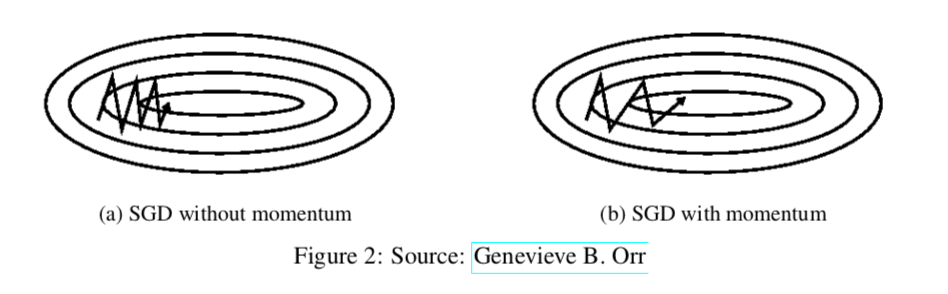 (a) SGD without momentum
(b) SGD with momentum
Figure 2: Source: Genevieve B. Orr